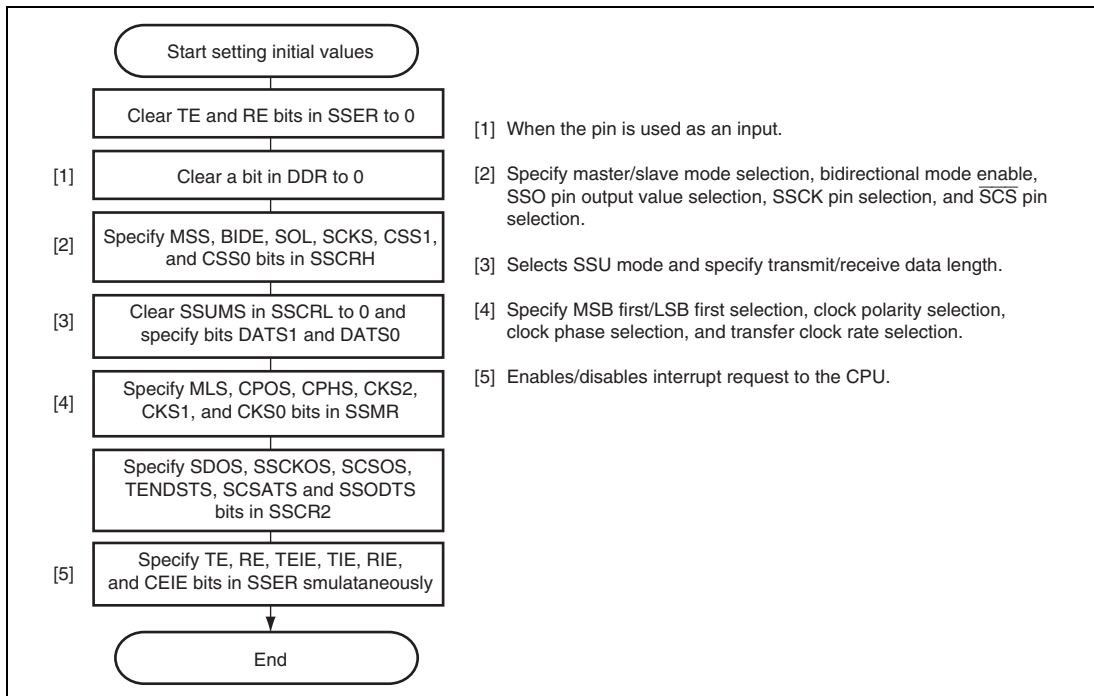 Start setting initial values
Clear TE and RE bits in SSER to 0
[1] Clear a bit in DDR to 0
[2] Specify MSS, BIDE, SOL, SCKS, CSS1,
and CSS0 bits in SSCRH
[3] Clear SSUMS in SSCRL to 0 and
specify bits DATS1 and DATS0
[4] Specify MLS, CPOS, CPHS, CKS2,
CKS1, and CKS0 bits in SSMR
Specify SDOS, SSCKOS, SCSOS,
TENDSTS, SCSATS and SSODTS
bits in SSCR2
[5] Specify TE, RE, TEIE, TIE, RIE,
and CEIE bits in SSER smulataneously
End
[1] When the pin is used as an input.
[2] Specify master/slave mode selection, bidirectional mode enable,
SSO pin output value selection, SSCK pin selection, and SCS pin
selection.
[3] Selects SSU mode and specify transmit/receive data length.
[4] Specify MSB first/LSB first selection, clock polarity selection,
clock phase selection, and transfer clock rate selection.
[5] Enables/disables interrupt request to the CPU.